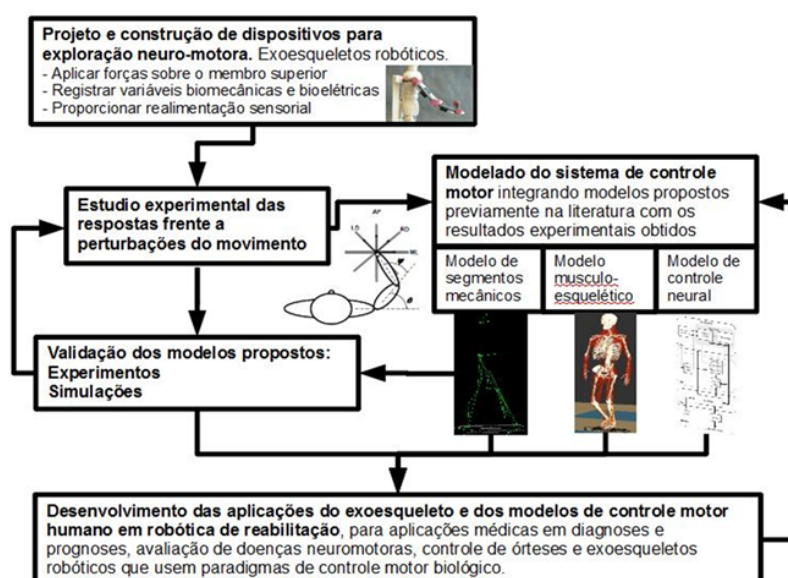 Projeto e construção de dispositivos para
exploração neuro-motora. Exoesqueletos robóticos.
- Aplicar forças sobre o membro superior
- Registrar variáveis biomecânicas e bioelétricas
- Proporcionar realimentação sensorial
Estudio experimental das
respostas frente a
perturbações do movimento
Modelado do sistema de controle
motor integrando modelos propostos
previamente na literatura com os
resultados experimentais obtidos
Modelo de
segmentos
mecânicos
Modelo
musculo-
esquelético
Modelo de
controle
neural
AP
LD
RD
ML
Validação dos modelos propostos:
Experimentos
Simulações
Desenvolvimento das aplicações do exoesqueleto e dos modelos de controle motor
humano em robótica de reabilitação, para aplicações médicas em diagnoses e
prognoses, avaliação de doenças neuromotoras, controle de órteses e exoesqueletos
robóticos que usem paradigmas de controle motor biológico.